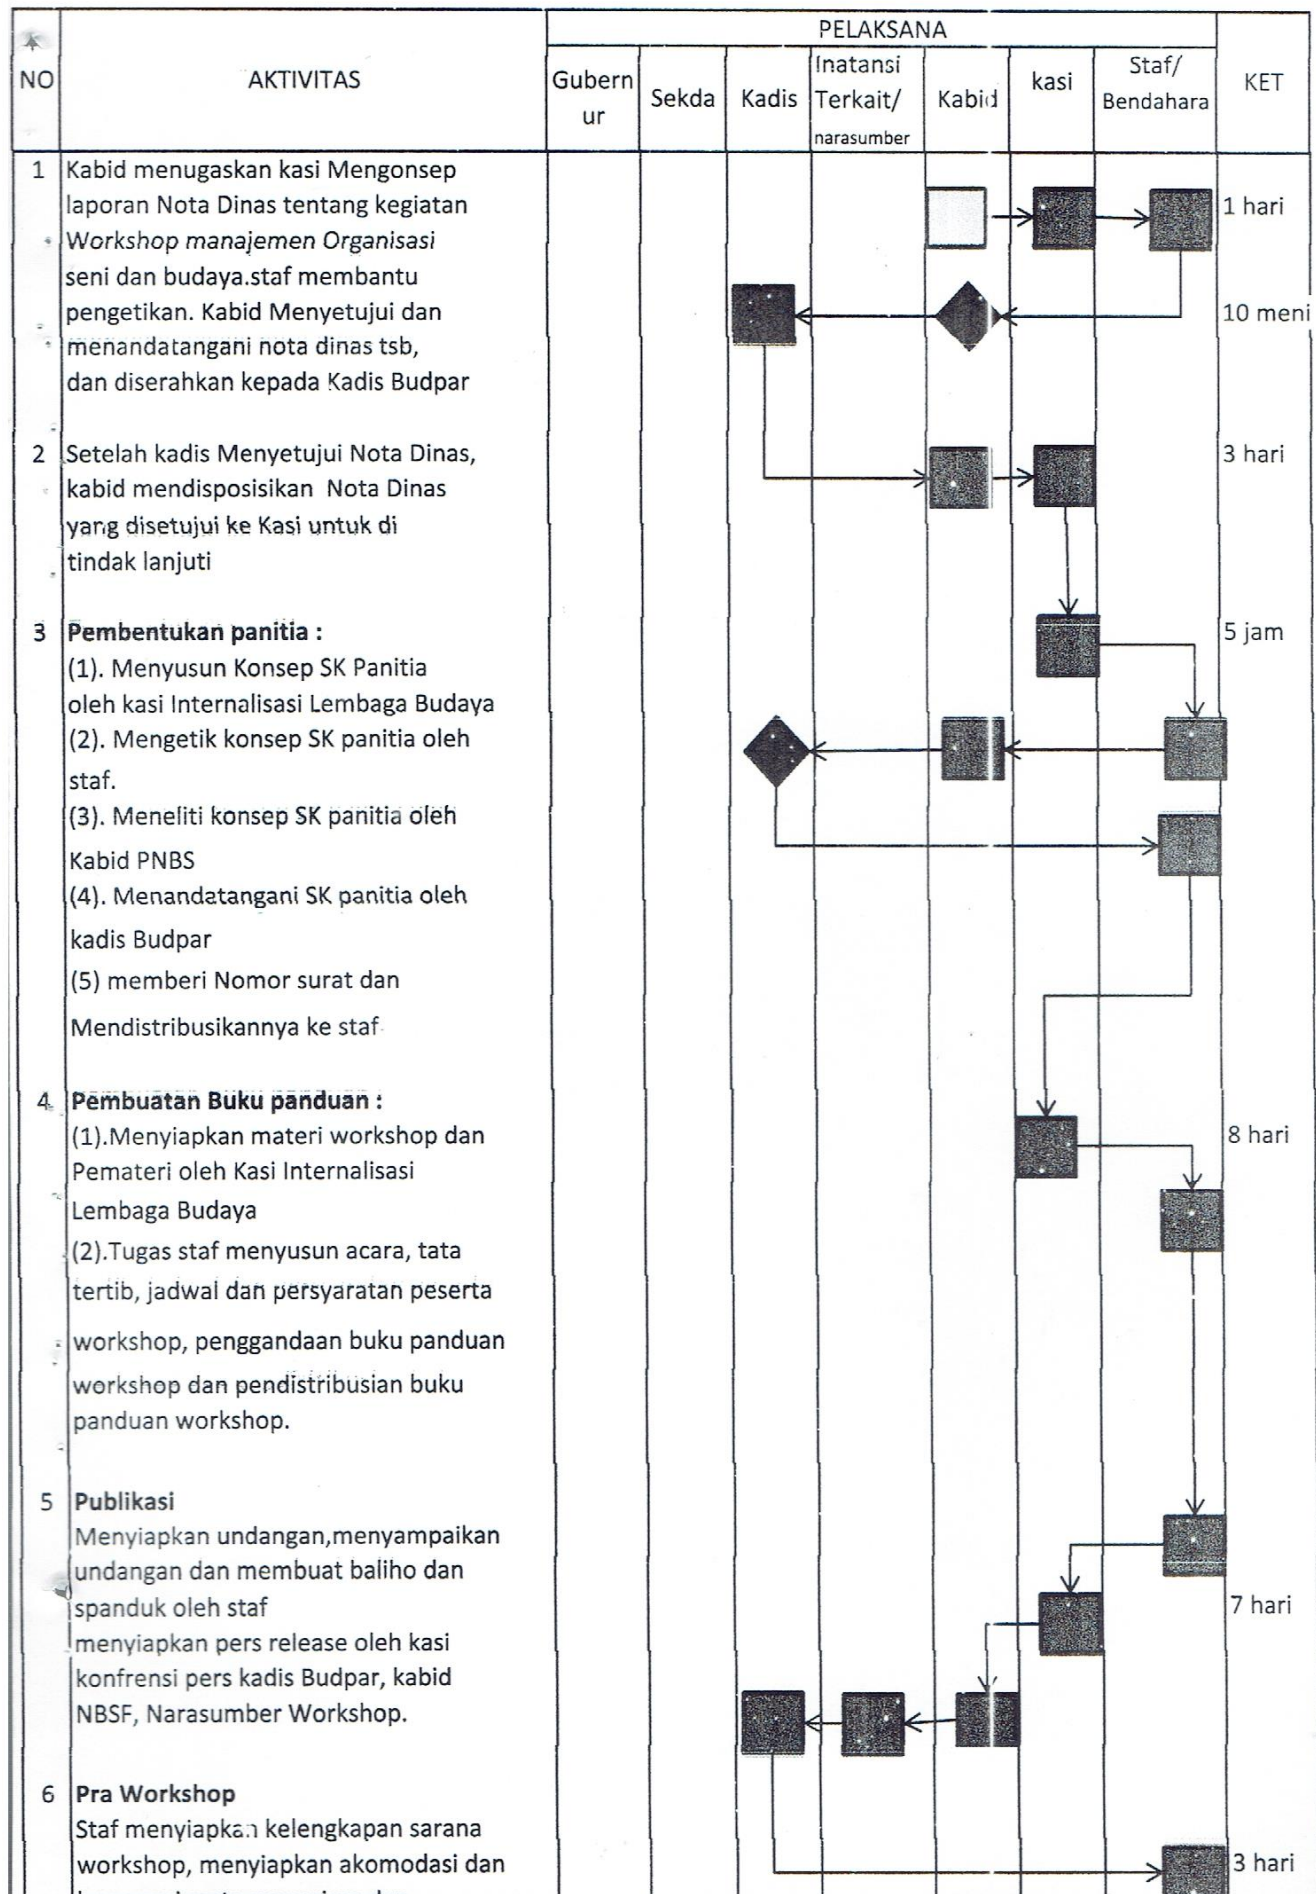 PELAKSANA
NO
AKTIVITAS
Gubern
ur
Sekda
Kadis
Inatansi
Terkait/
narasumber
Kabid
kasi
Staf/
Bendahara
KET
1 Kabid menugaskan kasi Mengonsep
laporan Nota Dinas tentang kegiatan
Workshop manajemen Organisasi
seni dan budaya.staf membantu
pengetikan. Kabid Menyetujui dan
menandatangani nota dinas tsb,
dan diserahkan kepada Kadis Budpar
1 hari
10 meni
2 Setelah kadis Menyetujui Nota Dinas,
kabid mendisposisikan Nota Dinas
yang disetujui ke Kasi untuk di
tindak lanjuti
3 hari
3 Pembentukan panitia :
(1). Menyusun Konsep SK Panitia
oleh kasi Internalisasi Lembaga Budaya
(2). Mengetik konsep SK panitia oleh
staf.
(3). Meneliti konsep SK panitia oleh
Kabid PNBS
(4). Menandatangani SK panitia oleh
kadis Budpar
(5) memberi Nomor surat dan
Mendistribusikannya ke staf
5 jam
4 Pembuatan Buku panduan :
(1).Menyiapkan materi workshop dan
Pemateri oleh Kasi Internalisasi
Lembaga Budaya
(2).Tugas staf menyusun acara, tata
tertib, jadwal dan persyaratan peserta
workshop, penggandaan buku panduan
workshop dan pendistribusian buku
panduan workshop.
8 hari
5 Publikasi
Menyiapkan undangan,menyampaikan
undangan dan membuat baliho dan
spanduk oleh staf
menyiapkan pers release oleh kasi
konfrensi pers kadis Budpar, kabid
NBSF, Narasumber Workshop.
7 hari
6 Pra Workshop
Staf menyiapkan kelengkapan sarana
workshop, menyiapkan akomodasi dan
3 hari